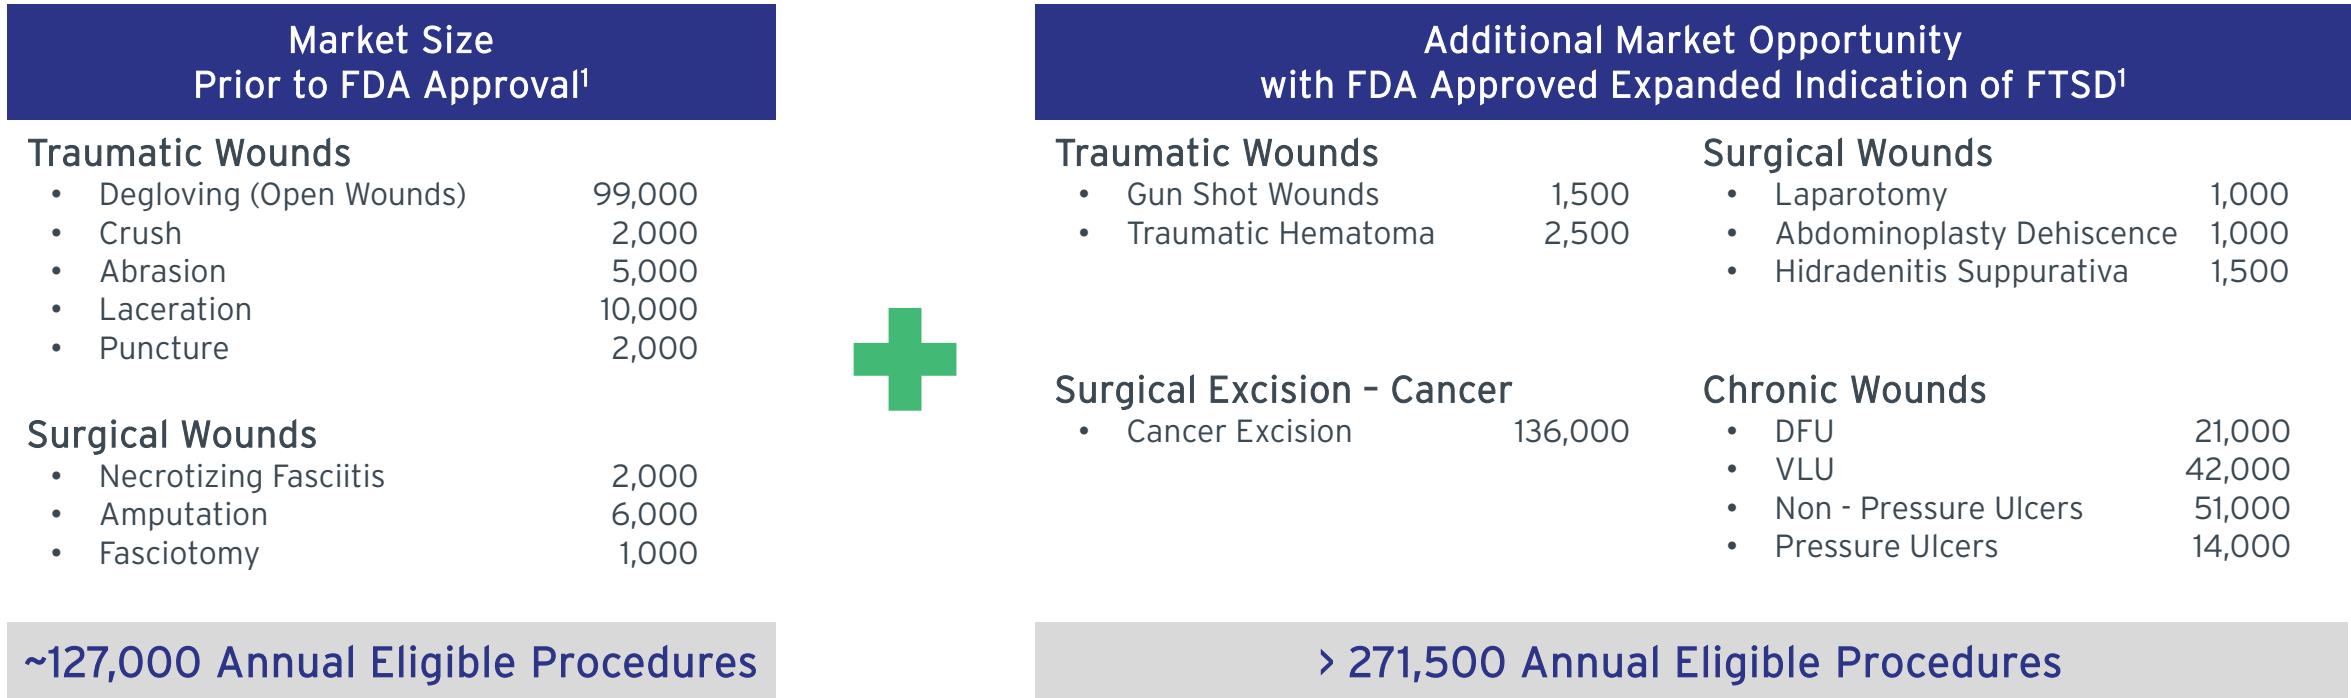 Market Size
Prior to FDA Approval¹
Traumatic Wounds
• Degloving (Open Wounds) 99,000
• Crush 2,000
• Abrasion 5,000
• Laceration 10,000
• Puncture 2,000
Surgical Wounds
• Necrotizing Fasciitis 2,000
• Amputation 6,000
• Fasciotomy 1,000
~127,000 Annual Eligible Procedures
Additional Market Opportunity
with FDA Approved Expanded Indication of FTSD¹
Traumatic Wounds
• Gun Shot Wounds 1,500
• Traumatic Hematoma 2,500
Surgical Wounds
• Laparotomy 1,000
• Abdominoplasty Dehiscence 1,000
• Hidradenitis Suppurativa 1,500
Surgical Excision – Cancer
• Cancer Excision 136,000
Chronic Wounds
• DFU 21,000
• VLU 42,000
• Non - Pressure Ulcers 51,000
• Pressure Ulcers 14,000
> 271,500 Annual Eligible Procedures